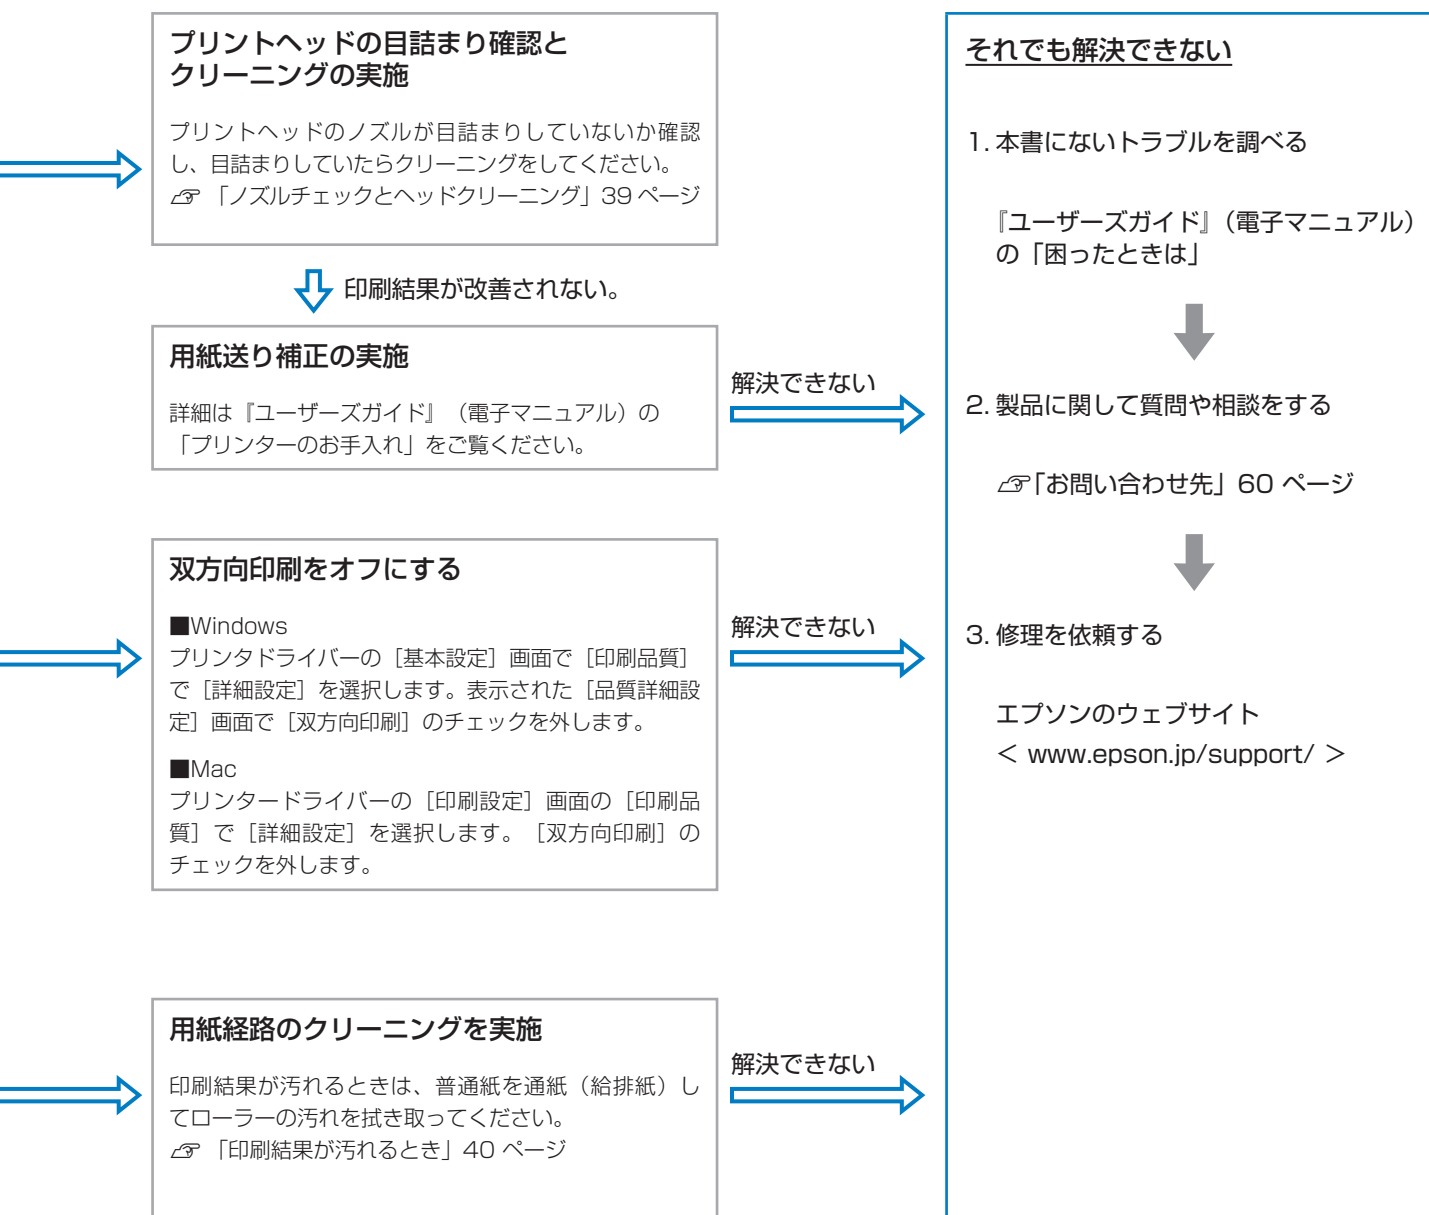 プリントヘッドの目詰まり確認と
クリーニングの実施
プリントヘッドのノズルが目詰まりしていないか確認
し、目詰まりしていたらクリーニングをしてください。
「ノズルチェックとヘッドクリーニング」39 ページ
印刷結果が改善されない。
用紙送り補正の実施
詳細は『ユーザーズガイド』（電子マニュアル）の
「プリンターのお手入れ」をご覧ください。
解決できない
双方向印刷をオフにする
■Windows
プリンタドライバーの［基本設定］画面で［印刷品質］
で［詳細設定］を選択します。表示された［品質詳細設
定］画面で［双方向印刷］のチェックを外します。
■Mac
プリンタードライバーの［印刷設定］画面の［印刷品
質］で［詳細設定］を選択します。［双方向印刷］の
チェックを外します。
解決できない
用紙経路のクリーニングを実施
印刷結果が汚れるときは、普通紙を通紙（給排紙）し
てローラーの汚れを拭き取ってください。
「印刷結果が汚れるとき」40 ページ
解決できない
それでも解決できない
1. 本書にないトラブルを調べる
『ユーザーズガイド』（電子マニュアル）
の「困ったときは」
2. 製品に関して質問や相談をする
「お問い合わせ先」60 ページ
3. 修理を依頼する
エプソンのウェブサイト
＜ www.epson.jp/support/ ＞